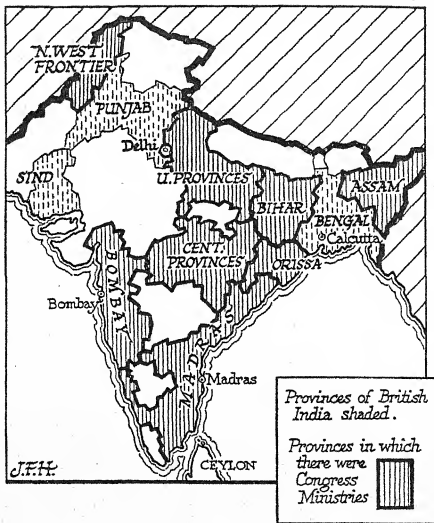 N. WEST
FRONTIER
PUNJAB
Delhi
SIND
U. PROVINCES
ASSAM
BIHAR
BENGAL
Calcutta
CENT.
PROVINCES
ORISSA
BOMBAY
Bombay
MADRAS
Madras
Provinces of British
India shaded.
Provinces in which
there were
Congress
Ministries
J.F.H.
CEYLON